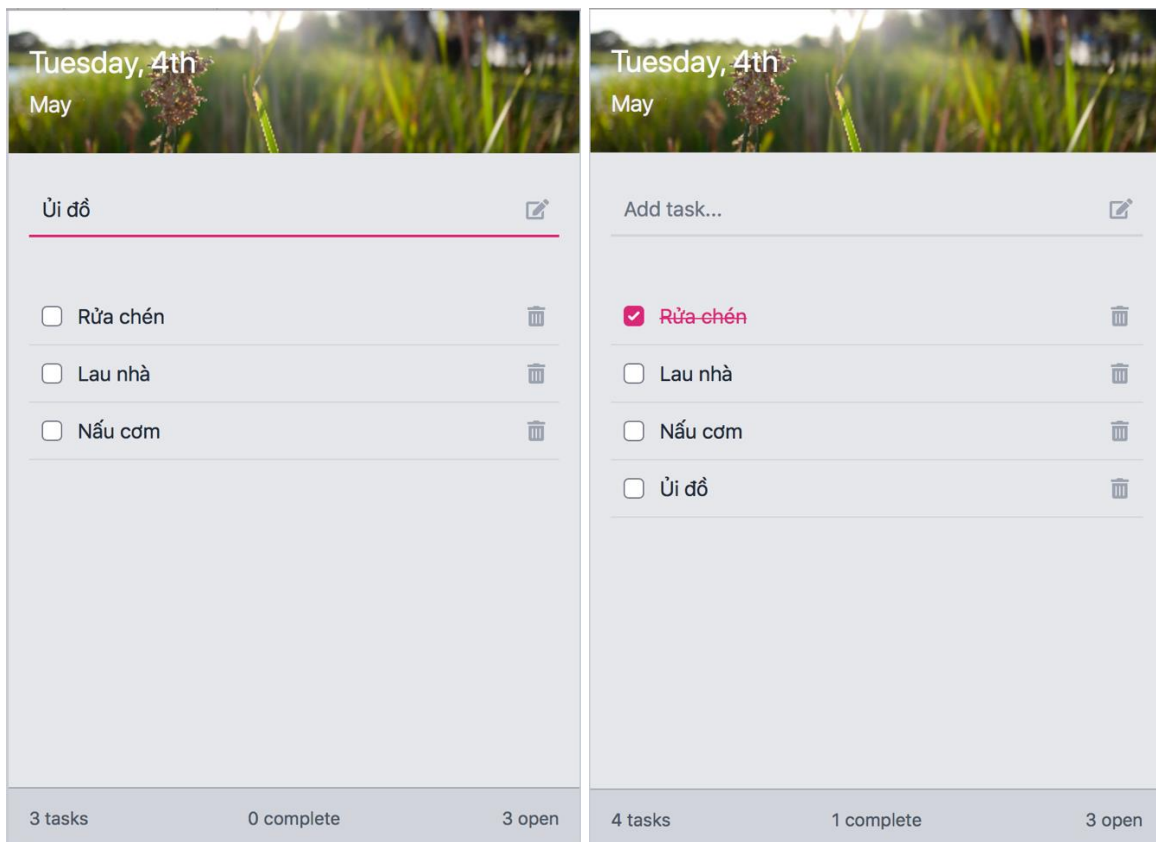 Tuesday, 4th
May
Ủi đồ
Rửa chén
Lau nhà
Nấu cơm
3 tasks 0 complete 3 open
Tuesday, 4th
May
Add task...
Rửa chén
Lau nhà
Nấu cơm
Ủi đồ
4 tasks 1 complete 3 open